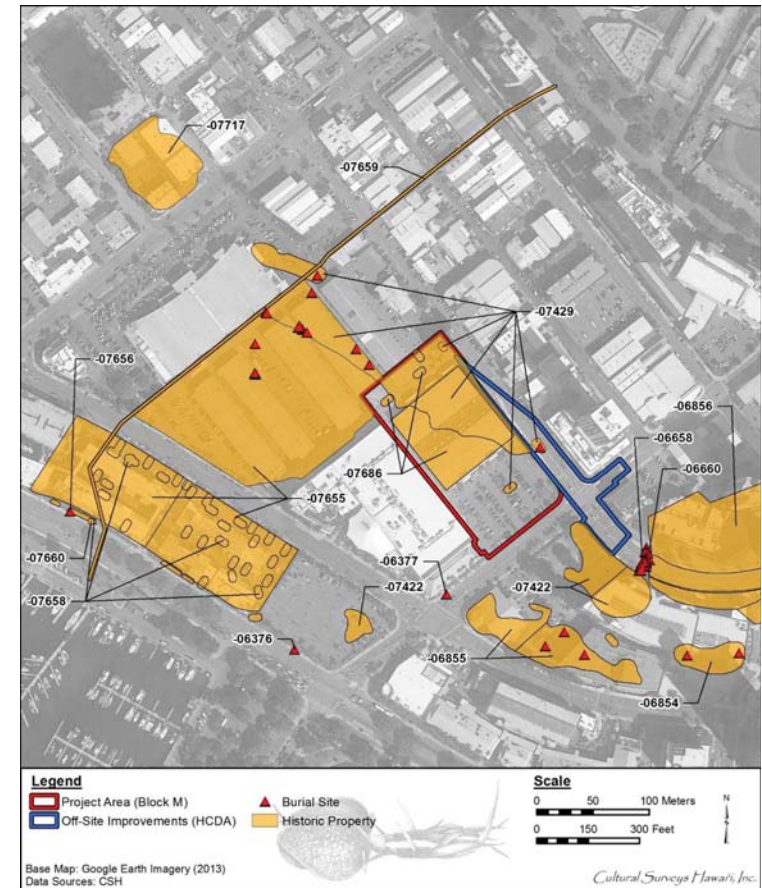 -07717
-07659
-07429
-07656
-06856
-06658
-06660
-07686
-07655
-07660
-06377
-07422
-07422
-07658
-06376
-06855
-06854
Legend
Project Area (Block M)
Burial Site
Off-Site Improvements (HCDA)
Historic Property
Scale
0 50 100 Meters
0 150 300 Feet
N
Base Map: Google Earth Imagery (2013)
Data Sources: CSH
Cultural Surveys Hawai'i, Inc.